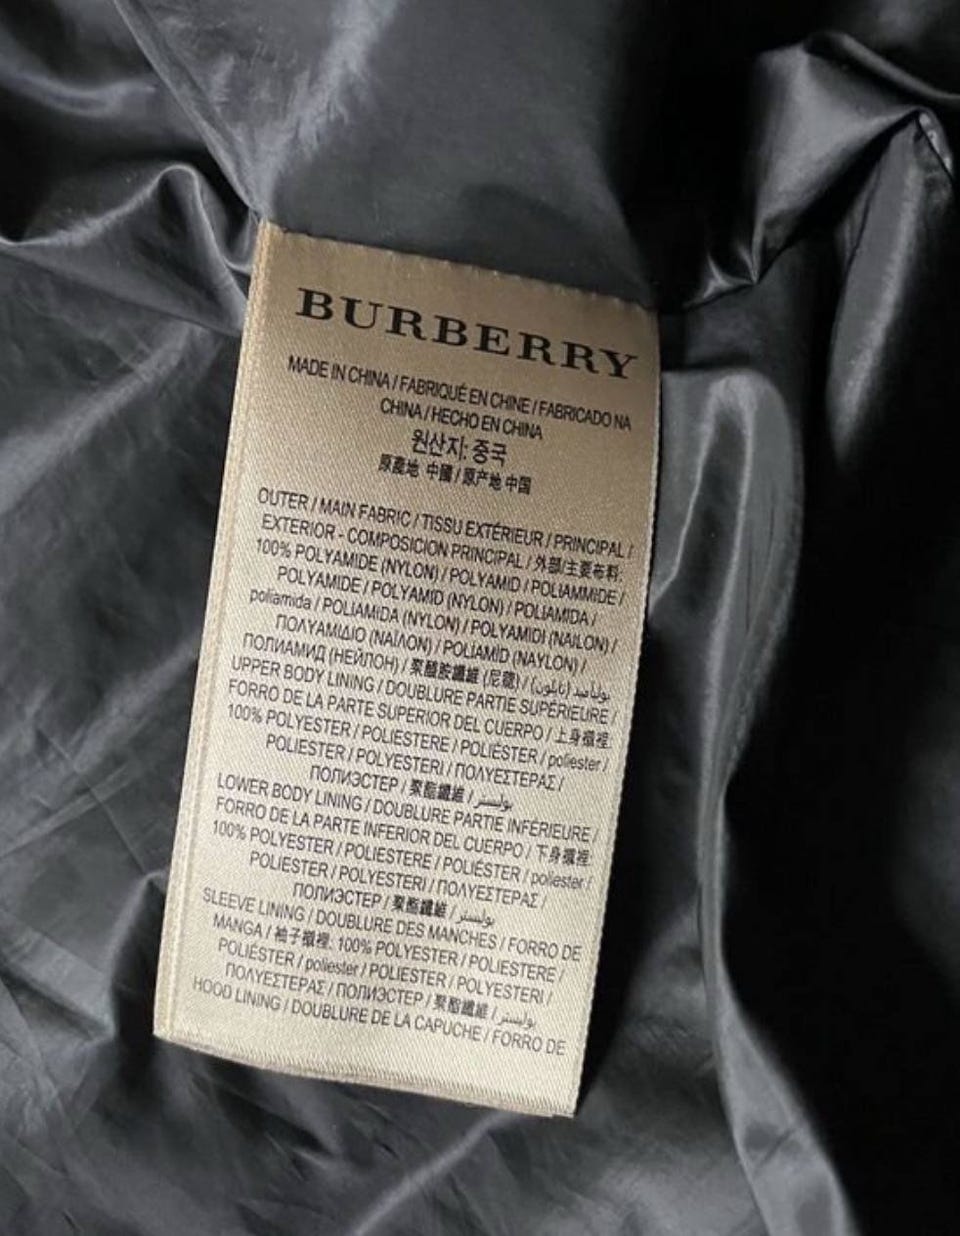 BURBERRY
MADE IN CHINA / FABRIQUÉ EN CHINE / FABRICADO NA
CHINA / HECHO EN CHINA
원산지: 중국
原產地 中國 / 原产地 中国
OUTER / MAIN FABRIC / TISSU EXTÉRIEUR / PRINCIPAL /
EXTERIOR - COMPOSICION PRINCIPAL / 外部/主要布料:
100% POLYAMIDE (NYLON) / POLYAMID / POLIAMMIDE /
POLYAMIDE / POLYAMID (NYLON) / POLIAMIDA /
poliamida / POLIAMIDA (NYLON) / POLYAMIDI (NAILON) /
ΠΟΛΥΑΜΙΔΙΟ (ΝΑΪΛΟΝ) / POLIAMID (NAYLON) /
ПОЛИАМИД (НЕЙЛОН) / 聚醯胺纖維 (尼龍) / بولياميد (نايلون)
UPPER BODY LINING / DOUBLURE PARTIE SUPÉRIEURE /
FORRO DE LA PARTE SUPERIOR DEL CUERPO / 上身襯裡:
100% POLYESTER / POLIESTERE / POLIÉSTER / poliester /
POLIESTER / POLYESTERI / ΠΟΛΥΕΣΤΕΡΑΣ /
ПОЛИЭСТЕР / 聚酯纖維 / بوليستر
LOWER BODY LINING / DOUBLURE PARTIE INFÉRIEURE /
FORRO DE LA PARTE INFERIOR DEL CUERPO / 下身襯裡:
100% POLYESTER / POLIESTERE / POLIÉSTER / poliester /
POLIESTER / POLYESTERI / ΠΟΛΥΕΣΤΕΡΑΣ /
ПОЛИЭСТЕР / 聚酯纖維 / بوليستر
SLEEVE LINING / DOUBLURE DES MANCHES / FORRO DE
MANGA / 袖子襯裡: 100% POLYESTER / POLIESTERE /
POLIÉSTER / poliester / POLIESTER / POLYESTERI /
ΠΟΛΥΕΣΤΕΡΑΣ / ПОЛИЭСТЕР / 聚酯纖維 / بوليستر
HOOD LINING / DOUBLURE DE LA CAPUCHE / FORRO DE